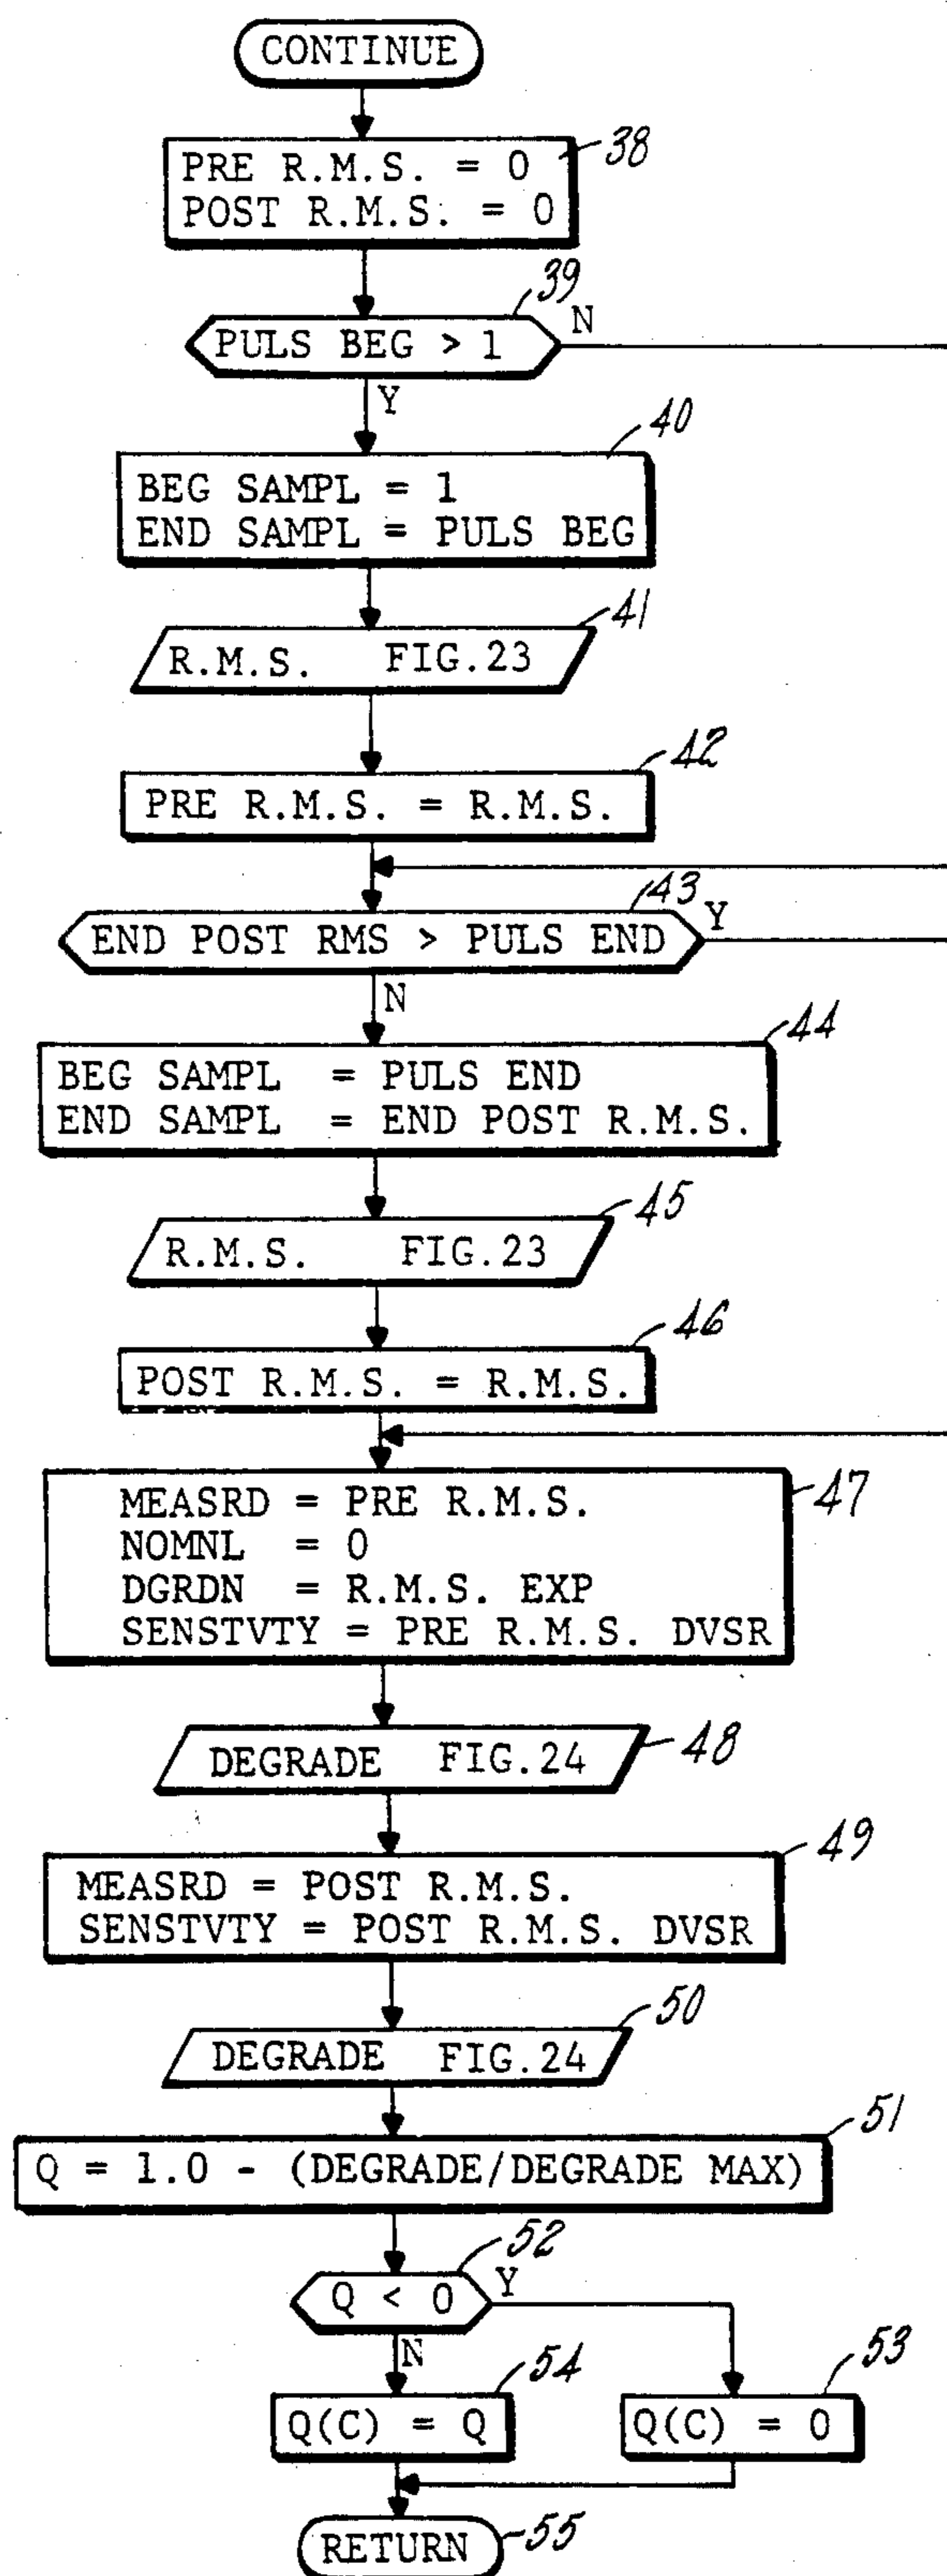 CONTINUE
38
PRE R.M.S. = 0
POST R.M.S. = 0
39
PULS BEG > 1
N
Y
40
BEG SAMPL = 1
END SAMPL = PULS BEG
41
R.M.S. FIG.23
42
PRE R.M.S. = R.M.S.
43
END POST RMS > PULS END
Y
N
44
BEG SAMPL = PULS END
END SAMPL = END POST R.M.S.
45
R.M.S. FIG.23
46
POST R.M.S. = R.M.S.
47
MEASRD = PRE R.M.S.
NOMNL = 0
DGRDN = R.M.S. EXP
SENSTVTY = PRE R.M.S. DVSR
48
DEGRADE FIG.24
49
MEASRD = POST R.M.S.
SENSTVTY = POST R.M.S. DVSR
50
DEGRADE FIG.24
51
Q = 1.0 - (DEGRADE/DEGRADE MAX)
52
Q < 0
Y
N
54
Q(C) = Q
53
Q(C) = 0
RETURN
55